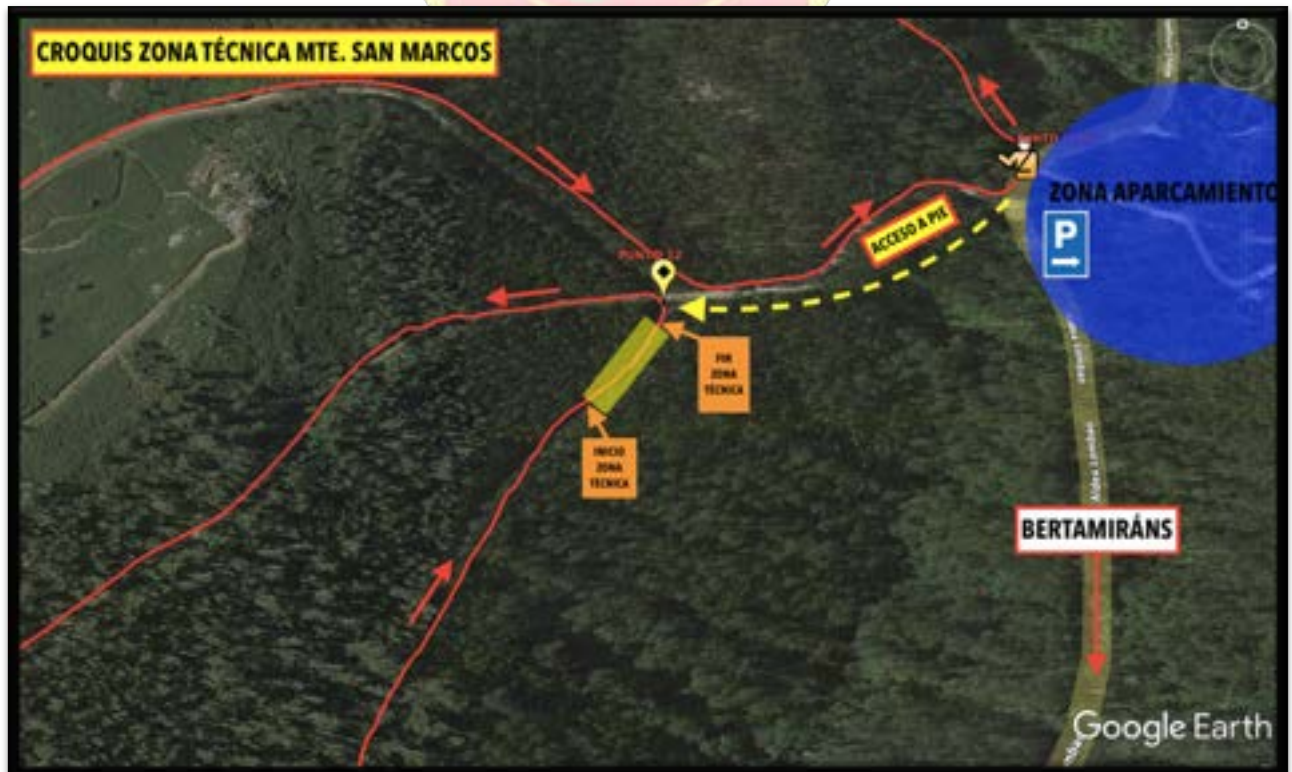 CROQUIS ZONA TÉCNICA MTE. SAN MARCOS
ZONA APARCAMIENTO
P
ACCESO A PIE
PUNTO 12
FIN
ZONA
TÉCNICA
INICIO
ZONA
TÉCNICA
BERTAMIRÁNS
Google Earth